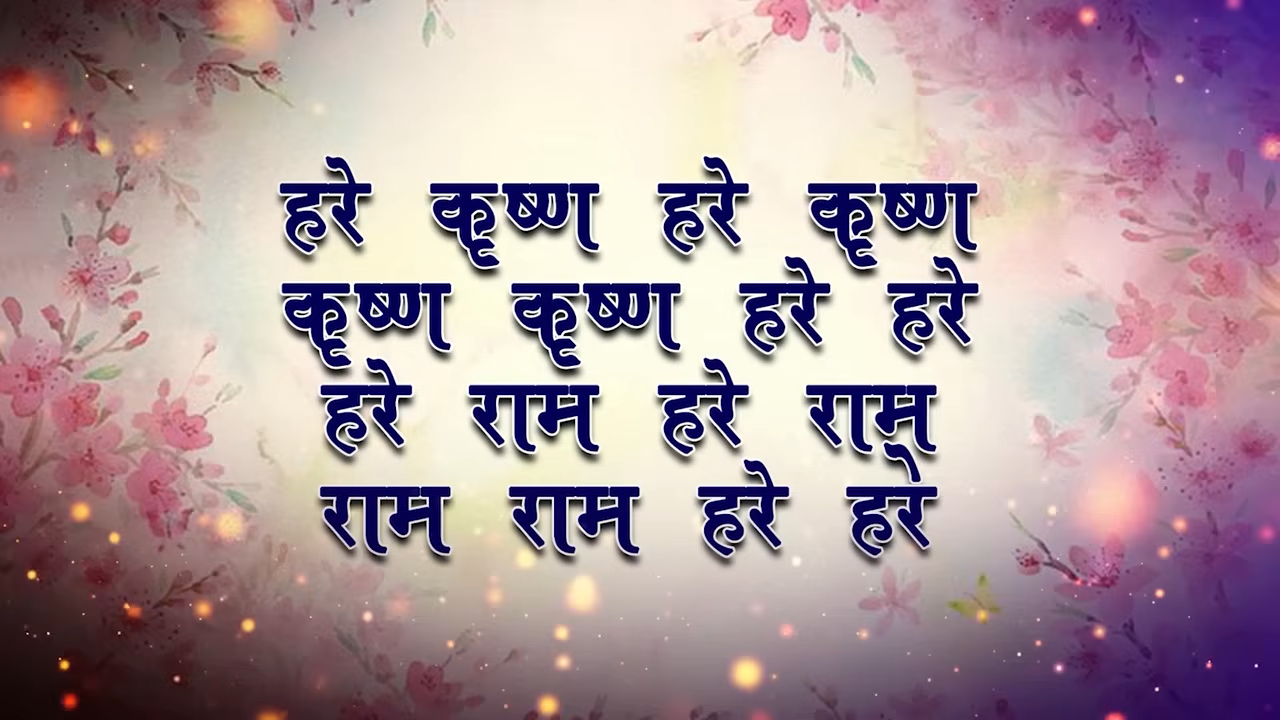 हरे कृष्ण हरे कृष्ण
कृष्ण कृष्ण हरे हरे
हरे राम हरे राम
राम राम हरे हरे